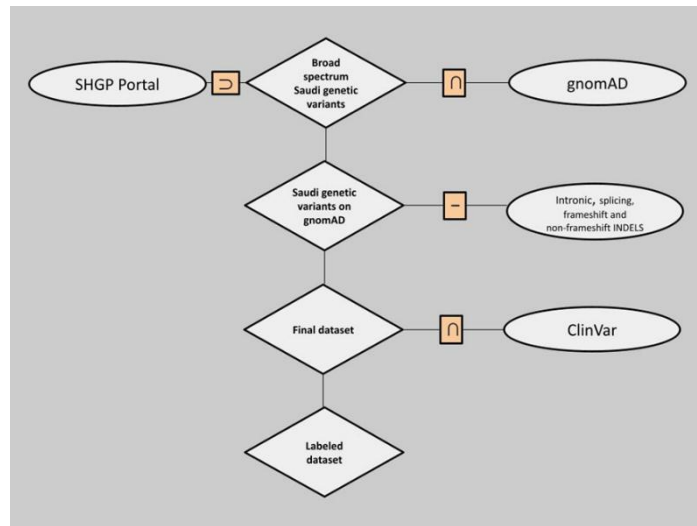 Broad
spectrum
Saudi genetic
variants
SHGP Portal
⊃
∩
gnomAD
Saudi genetic
variants on
gnomAD
−
Intronic, splicing,
frameshift and
non-frameshift INDELS
Final dataset
∩
ClinVar
Labeled
dataset